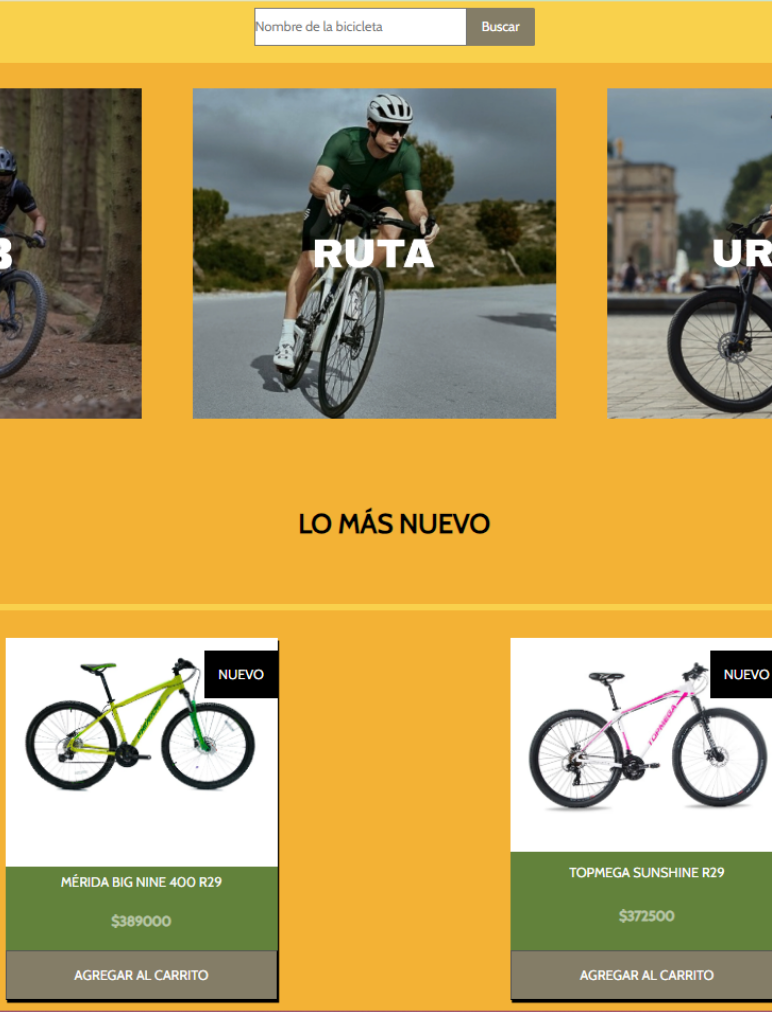 Nombre de la bicicleta
Buscar
B
RUTA
UR
LO MÁS NUEVO
NUEVO
NUEVO
TOPMEGA
MÉRIDA BIG NINE 400 R29
$389000
AGREGAR AL CARRITO
TOPMEGA SUNSHINE R29
$372500
AGREGAR AL CARRITO